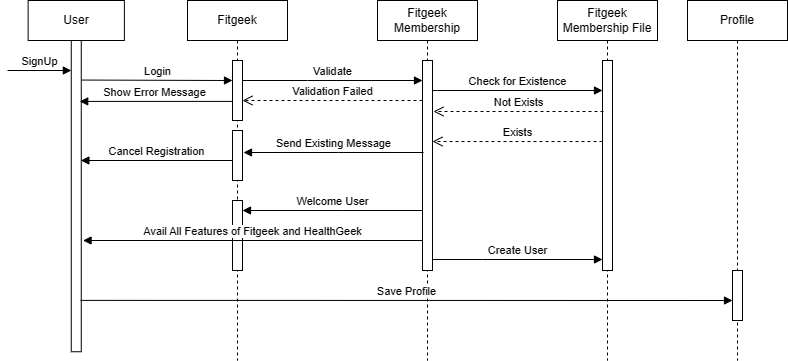 User
Fitgeek
Fitgeek
Membership
Fitgeek
Membership File
Profile
SignUp
Login
Validate
Check for Existence
Show Error Message
Validation Failed
Not Exists
Exists
Send Existing Message
Cancel Registration
Welcome User
Avail All Features of Fitgeek and HealthGeek
Create User
Save Profile